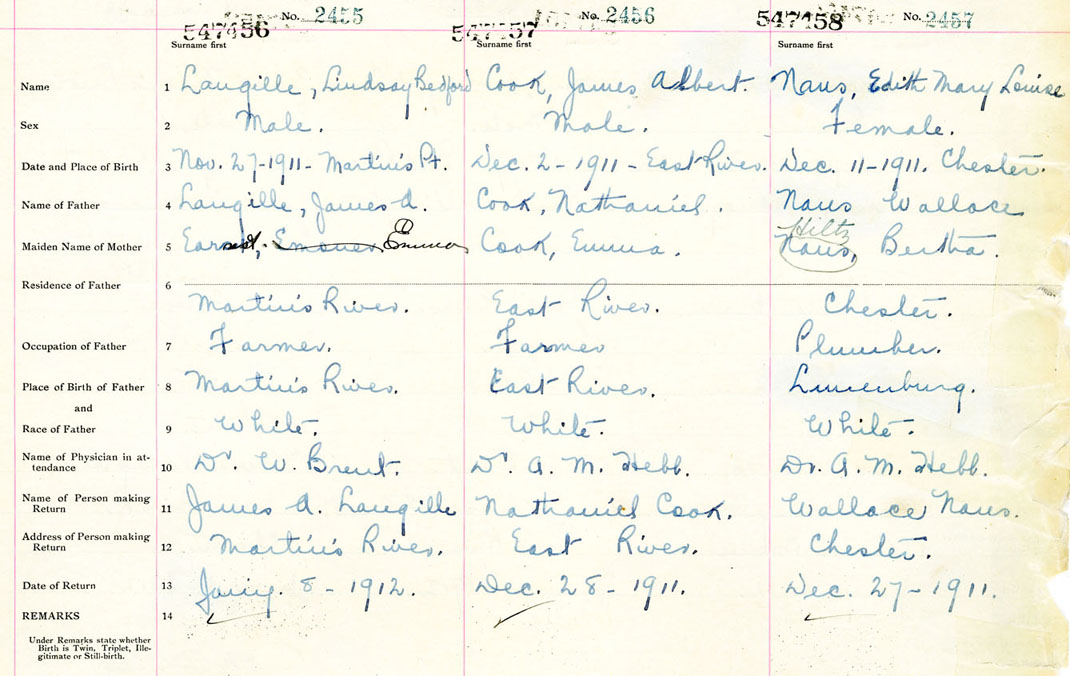 No. 2455 No. 2456 No. 2457
547456 547457 547458
Surname first Surname first Surname first
Name 1 Langille, Lindsay Bedford Cook, James Albert. Naus, Edith Mary Louise
Sex 2 Male. Male. Female.
Date and Place of Birth 3 Nov. 27-1911- Martin's Pt. Dec. 2-1911-East River. Dec. 11-1911. Chester.
Name of Father 4 Langille, James A. Cook, Nathaniel. Naus Wallace
Hiltz
Maiden Name of Mother 5 Emma Cook, Emma. Naus, Bertha.
Residence of Father 6
Martin's River. East River. Chester.
Occupation of Father 7 Farmer. Farmer Plumber.
Place of Birth of Father 8 Martin's River. East River. Lunenburg.
and
Race of Father 9 White. White. White.
Name of Physician in at-
tendance 10 Dr. W. Brent. Dr. A. M. Hebb. Dr. A. M. Hebb.
Name of Person making
Return 11 James A. Langille Nathaniel Cook. Wallace Naus.
Address of Person making
Return 12 Martin's River. East River. Chester.
Date of Return 13 Jany. 8-1912. Dec. 28-1911. Dec. 27-1911.
REMARKS 14
Under Remarks state whether
Birth is Twin, Triplet, Ille-
gitimate or Still-birth.